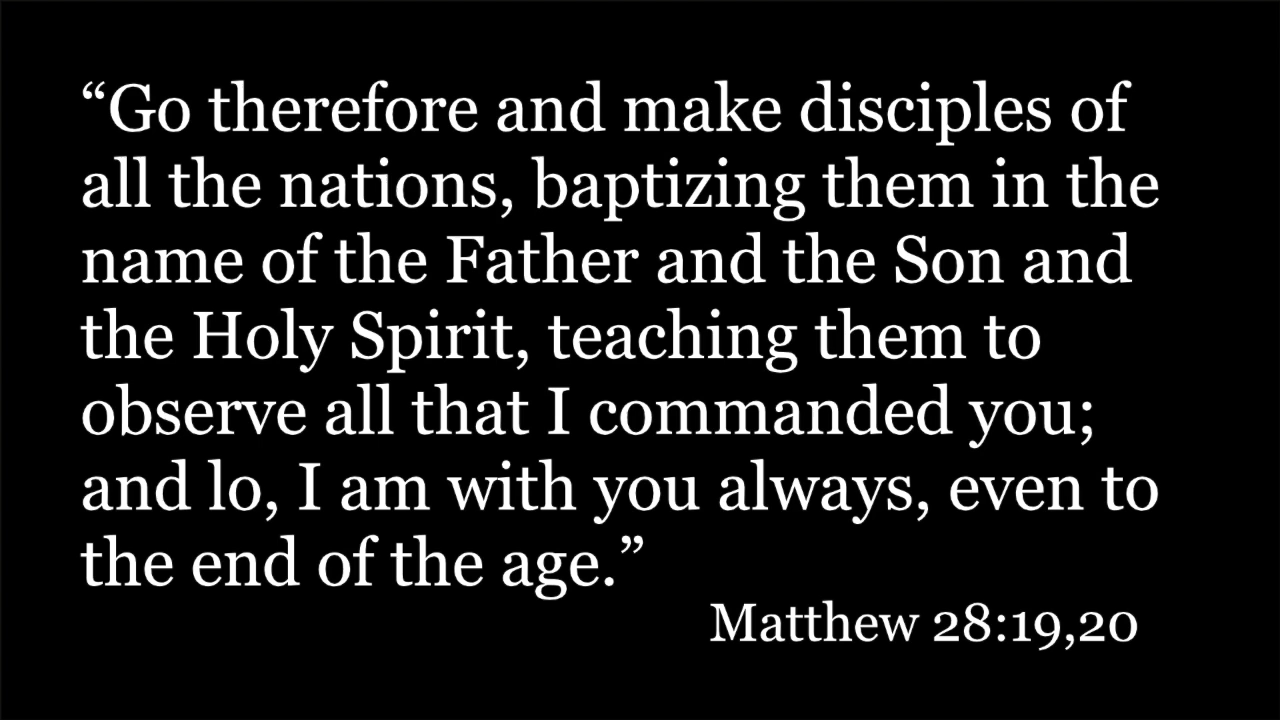 “Go therefore and make disciples of
all the nations, baptizing them in the
name of the Father and the Son and
the Holy Spirit, teaching them to
observe all that I commanded you;
and lo, I am with you always, even to
the end of the age.”
Matthew 28:19,20